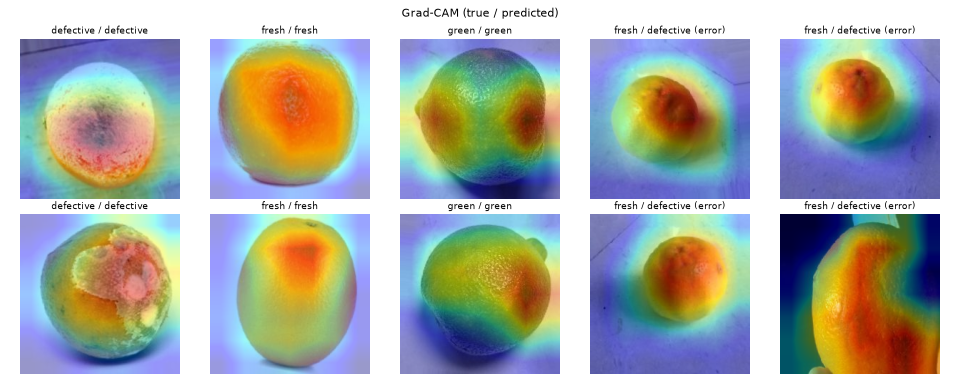 Grad-CAM (true / predicted)
defective / defective
fresh / fresh
green / green
fresh / defective (error)
fresh / defective (error)
defective / defective
fresh / fresh
green / green
fresh / defective (error)
fresh / defective (error)